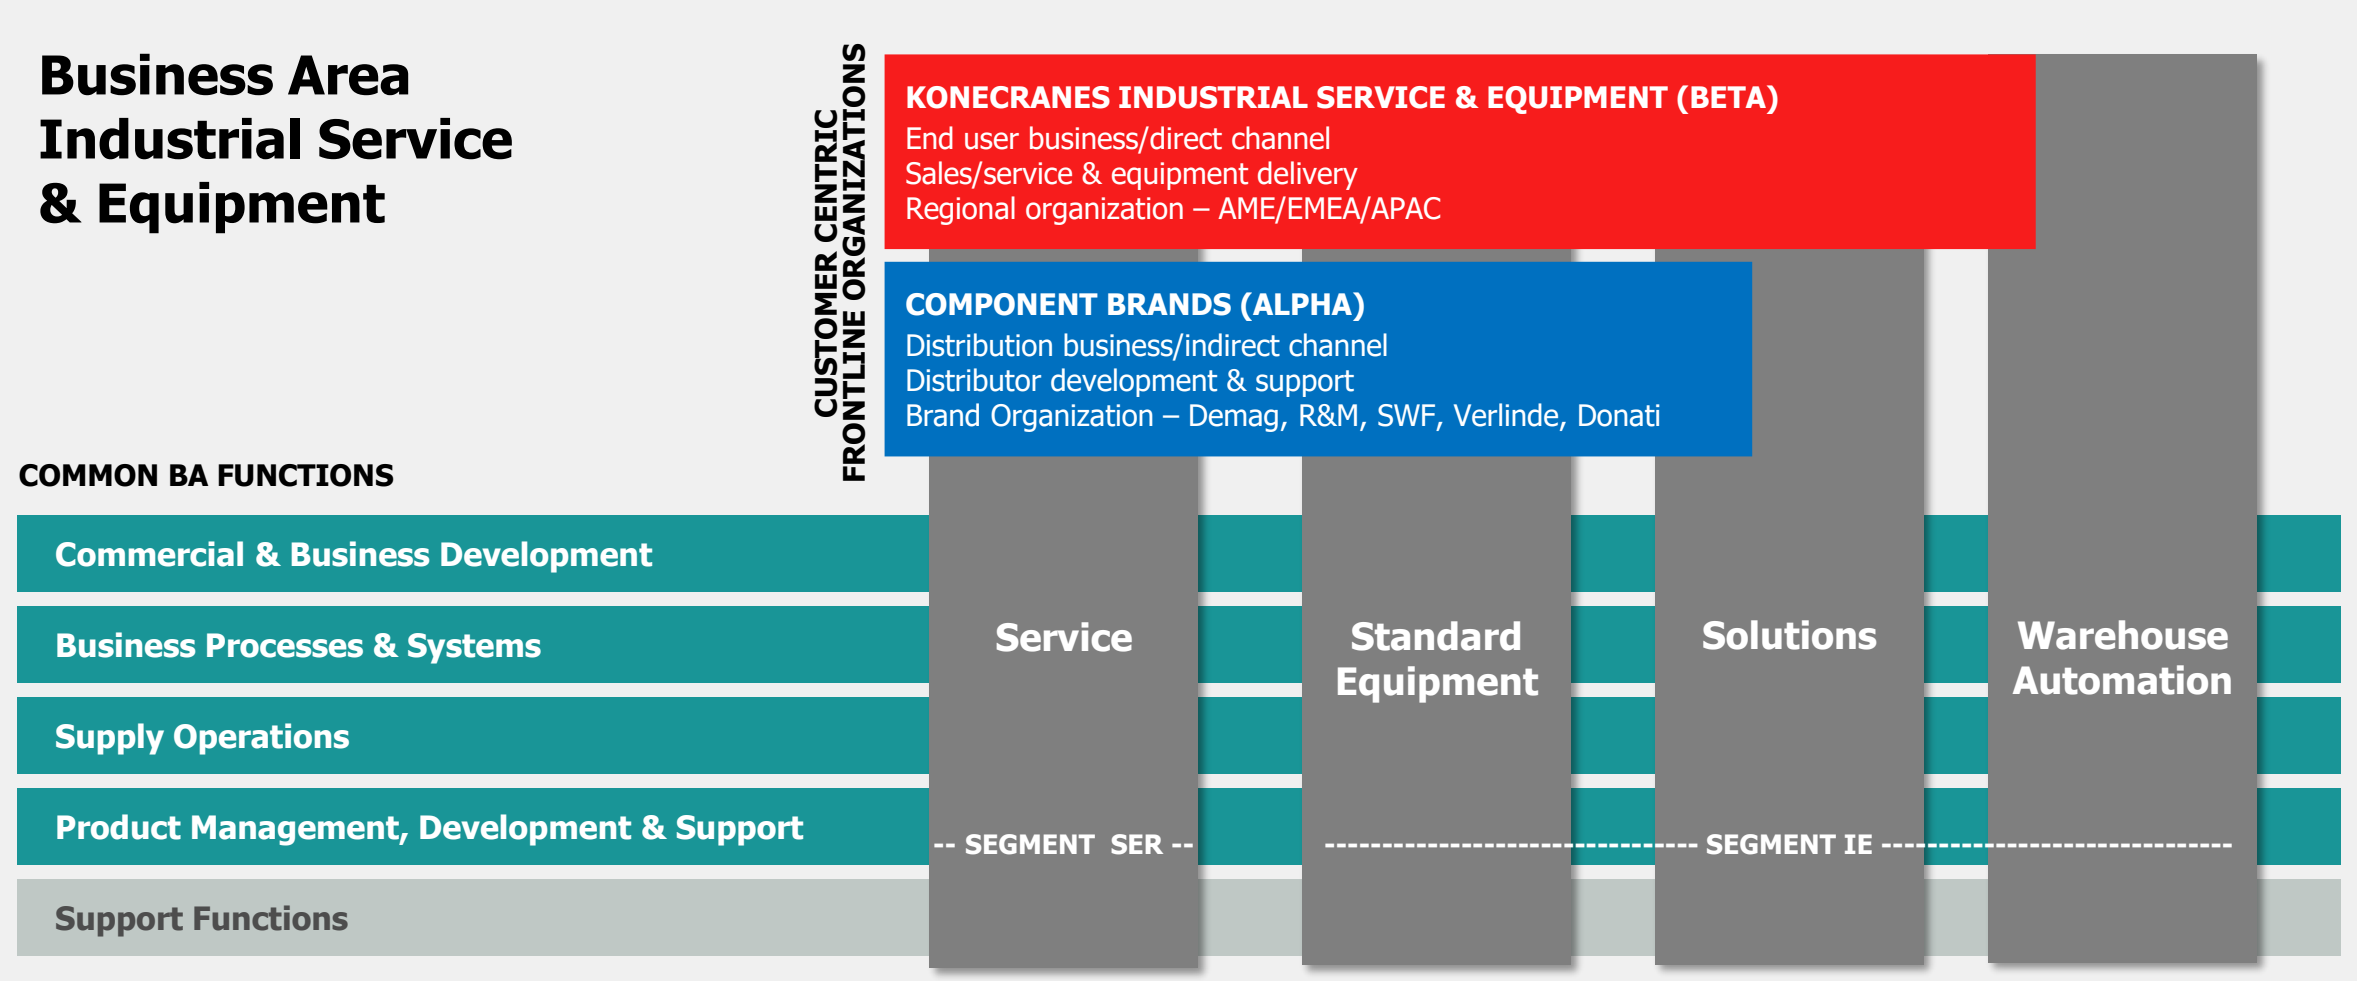 Business Area
Industrial Service
& Equipment
CUSTOMER CENTRIC
FRONTLINE ORGANIZATIONS
KONECRANES INDUSTRIAL SERVICE & EQUIPMENT (BETA)
End user business/direct channel
Sales/service & equipment delivery
Regional organization – AME/EMEA/APAC
COMPONENT BRANDS (ALPHA)
Distribution business/indirect channel
Distributor development & support
Brand Organization – Demag, R&M, SWF, Verlinde, Donati
COMMON BA FUNCTIONS
Commercial & Business Development
Business Processes & Systems
Supply Operations
Product Management, Development & Support
Support Functions
Service
Standard
Equipment
Solutions
Warehouse
Automation
-- SEGMENT  SER --
------------------------------- SEGMENT IE -----------------------------